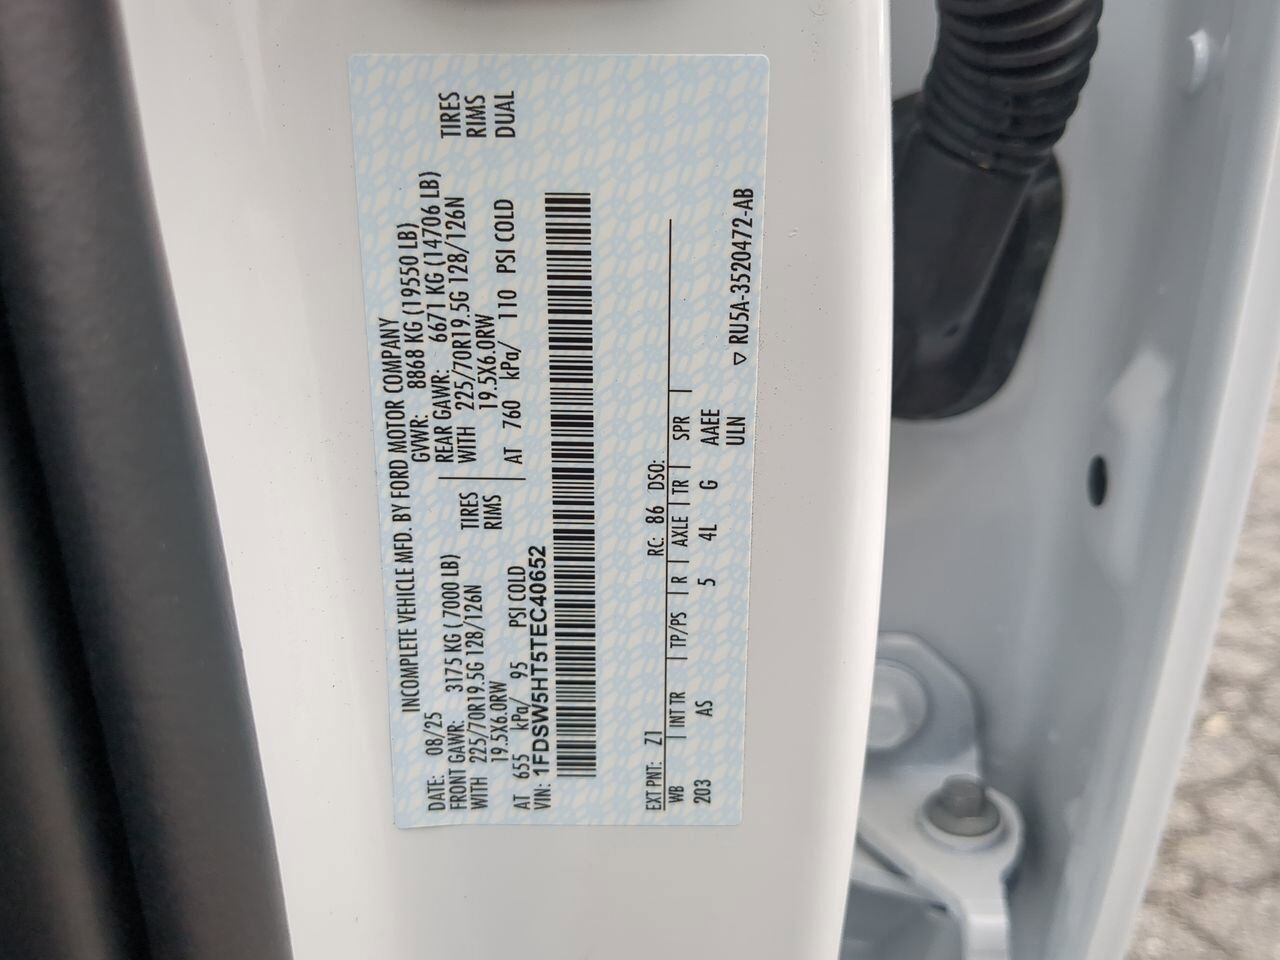 INCOMPLETE VEHICLE MFD. BY FORD MOTOR COMPANY
DATE: 08/25 GVWR: 8868 KG (19550 LB)
FRONT GAWR: 3175 KG ( 7000 LB) REAR GAWR: 6671 KG (14706 LB)
WITH 225/70R19.5G 128/126N TIRES WITH 225/70R19.5G 128/126N TIRES
19.5X6.0RW RIMS 19.5X6.0RW RIMS
AT 655 kPa/ 95 PSI COLD AT 760 kPa/ 110 PSI COLD DUAL
VIN: 1FDSW5HT5TEC40652
EXT PNT: Z1 RC: 86 DSO:
WB | INT TR | TP/PS | R | AXLE | TR | SPR |
203 AS 5 4L G AAEE
ULN
▽ RU5A-3520472-AB